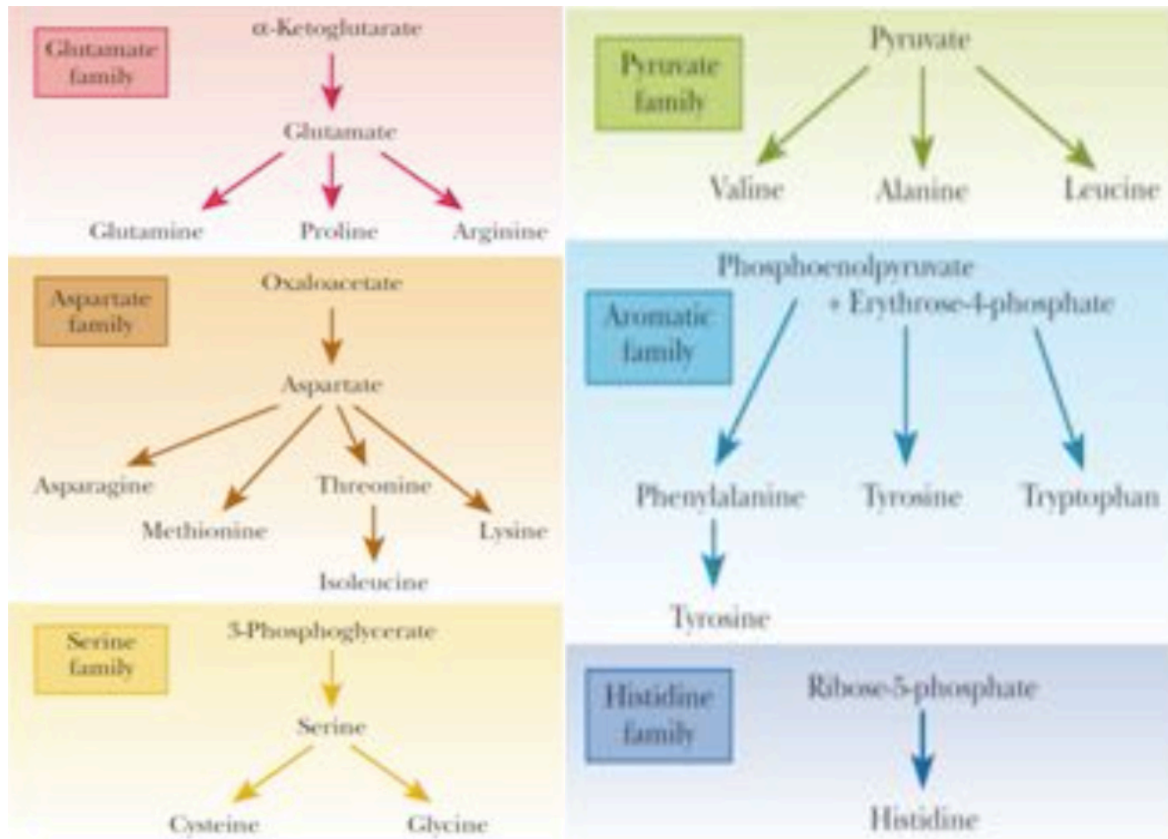 Glutamate
family
α-Ketoglutarate
Glutamate
Glutamine Proline Arginine
Aspartate
family
Oxaloacetate
Aspartate
Asparagine Threonine
Methionine Lysine
Isoleucine
Serine
family
3-Phosphoglycerate
Serine
Cysteine Glycine
Pyruvate
family
Pyruvate
Valine Alanine Leucine
Aromatic
family
Phosphoenolpyruvate
+ Erythrose-4-phosphate
Phenylalanine Tyrosine Tryptophan
Tyrosine
Histidine
family
Ribose-5-phosphate
Histidine